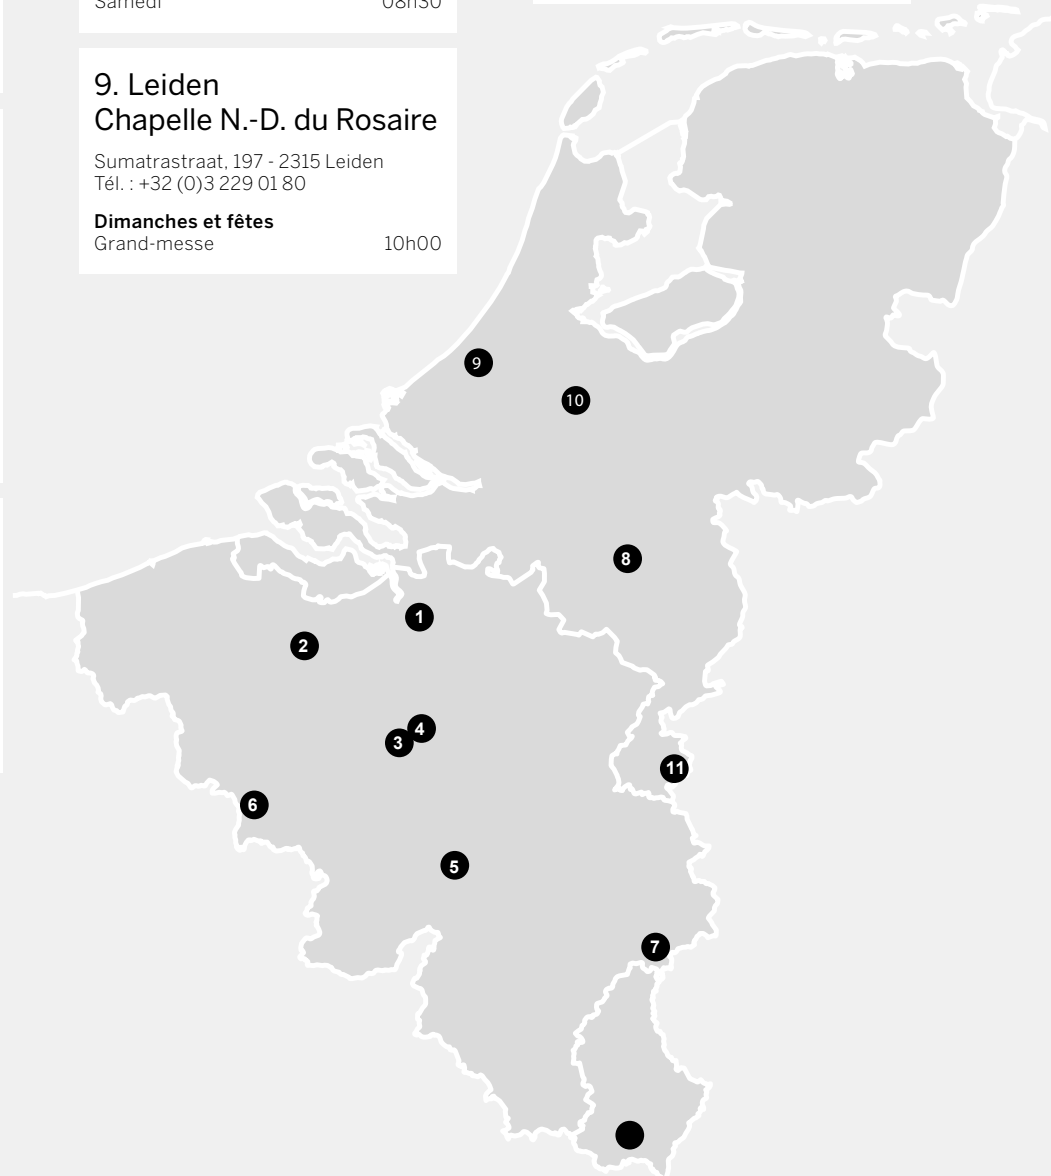 Samedi 08h30
9. Leiden
Chapelle N.-D. du Rosaire
Sumatrastraat, 197 - 2315 Leiden
Tél. : +32 (0)3 229 01 80
Dimanches et fêtes
Grand-messe 10h00
9
10
8
1
2
4
3
11
6
5
7